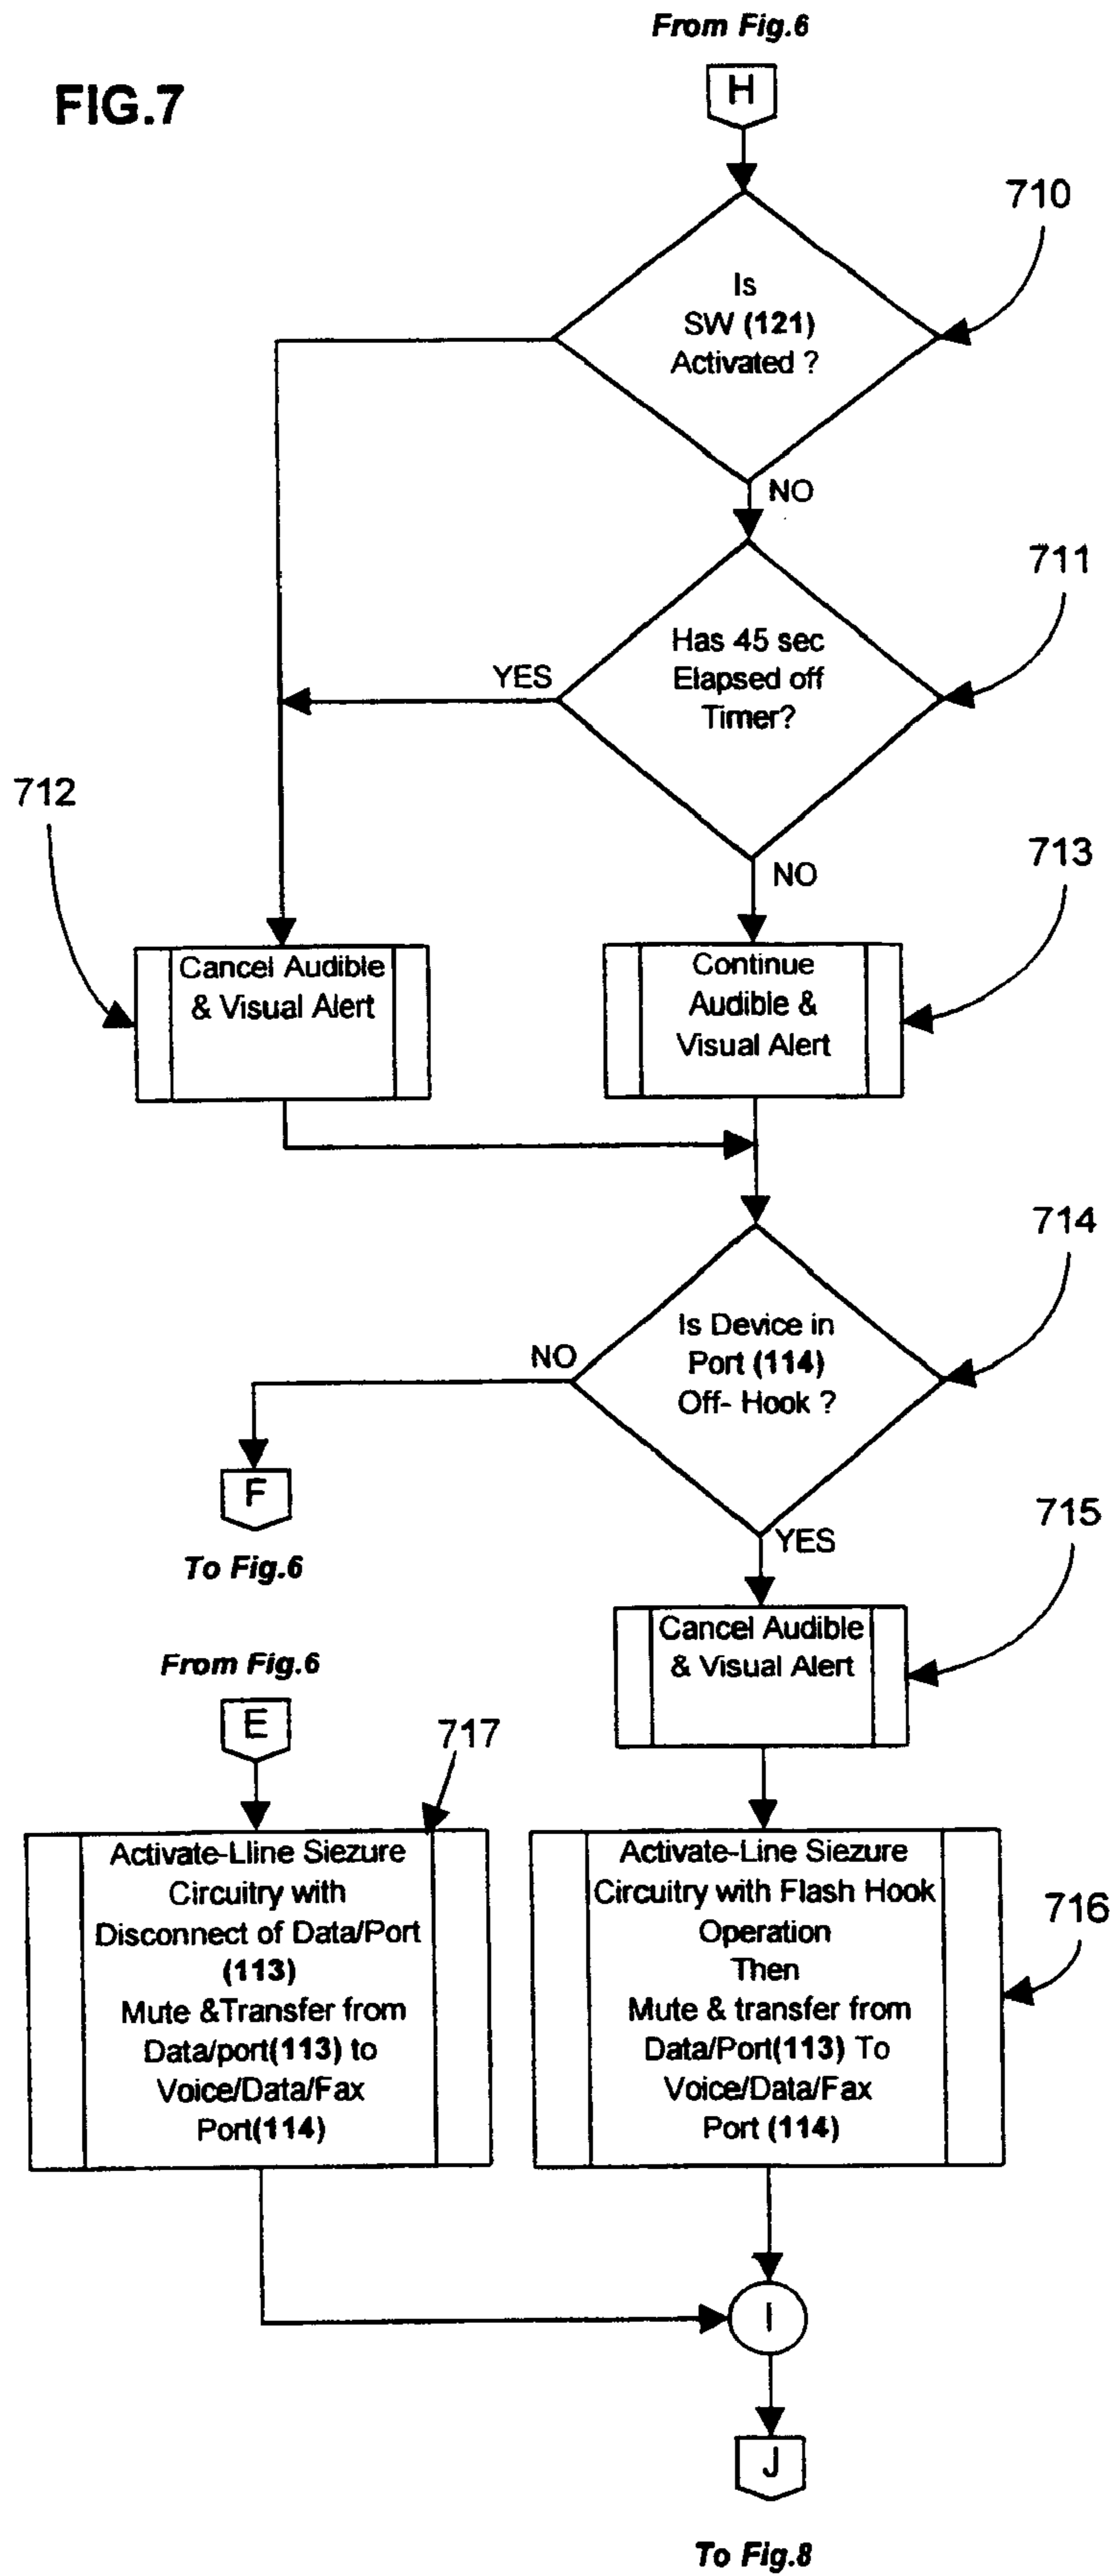 From Fig.6
FIG.7
H
710
Is
SW (121)
Activated ?
NO
711
Has 45 sec
Elapsed off
Timer?
YES
712
NO
713
Cancel Audible
& Visual Alert
Continue
Audible &
Visual Alert
714
Is Device in
Port (114)
Off- Hook ?
NO
F
To Fig.6
YES
715
Cancel Audible
& Visual Alert
From Fig.6
E
717
Activate-Lline Siezure
Circuitry with
Disconnect of Data/Port
(113)
Mute &Transfer from
Data/port(113) to
Voice/Data/Fax
Port(114)
Activate-Line Siezure
Circuitry with Flash Hook
Operation
Then
Mute & transfer from
Data/Port(113) To
Voice/Data/Fax
Port (114)
716
I
J
To Fig.8